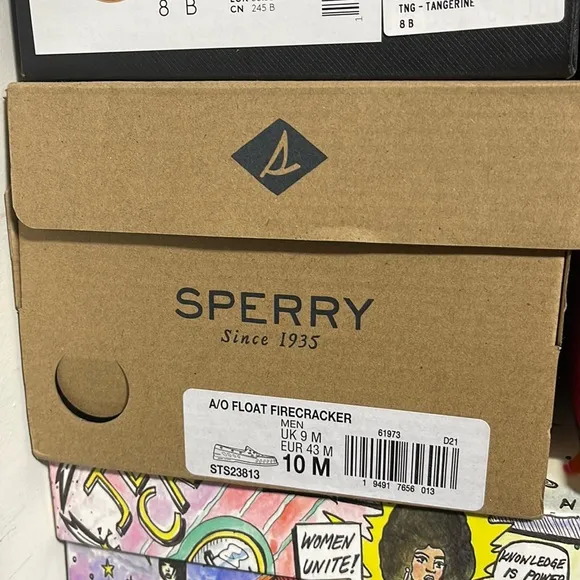 8 B
CN 245 B
TNG - TANGERINE
8 B
SPERRY
Since 1935
A/O FLOAT FIRECRACKER
MEN
UK 9 M
EUR 43 M
10 M
STS23813
61973 D21
1 9491 7656 013
WOMEN
UNITE!
KNOWLEDGE
IS POWER